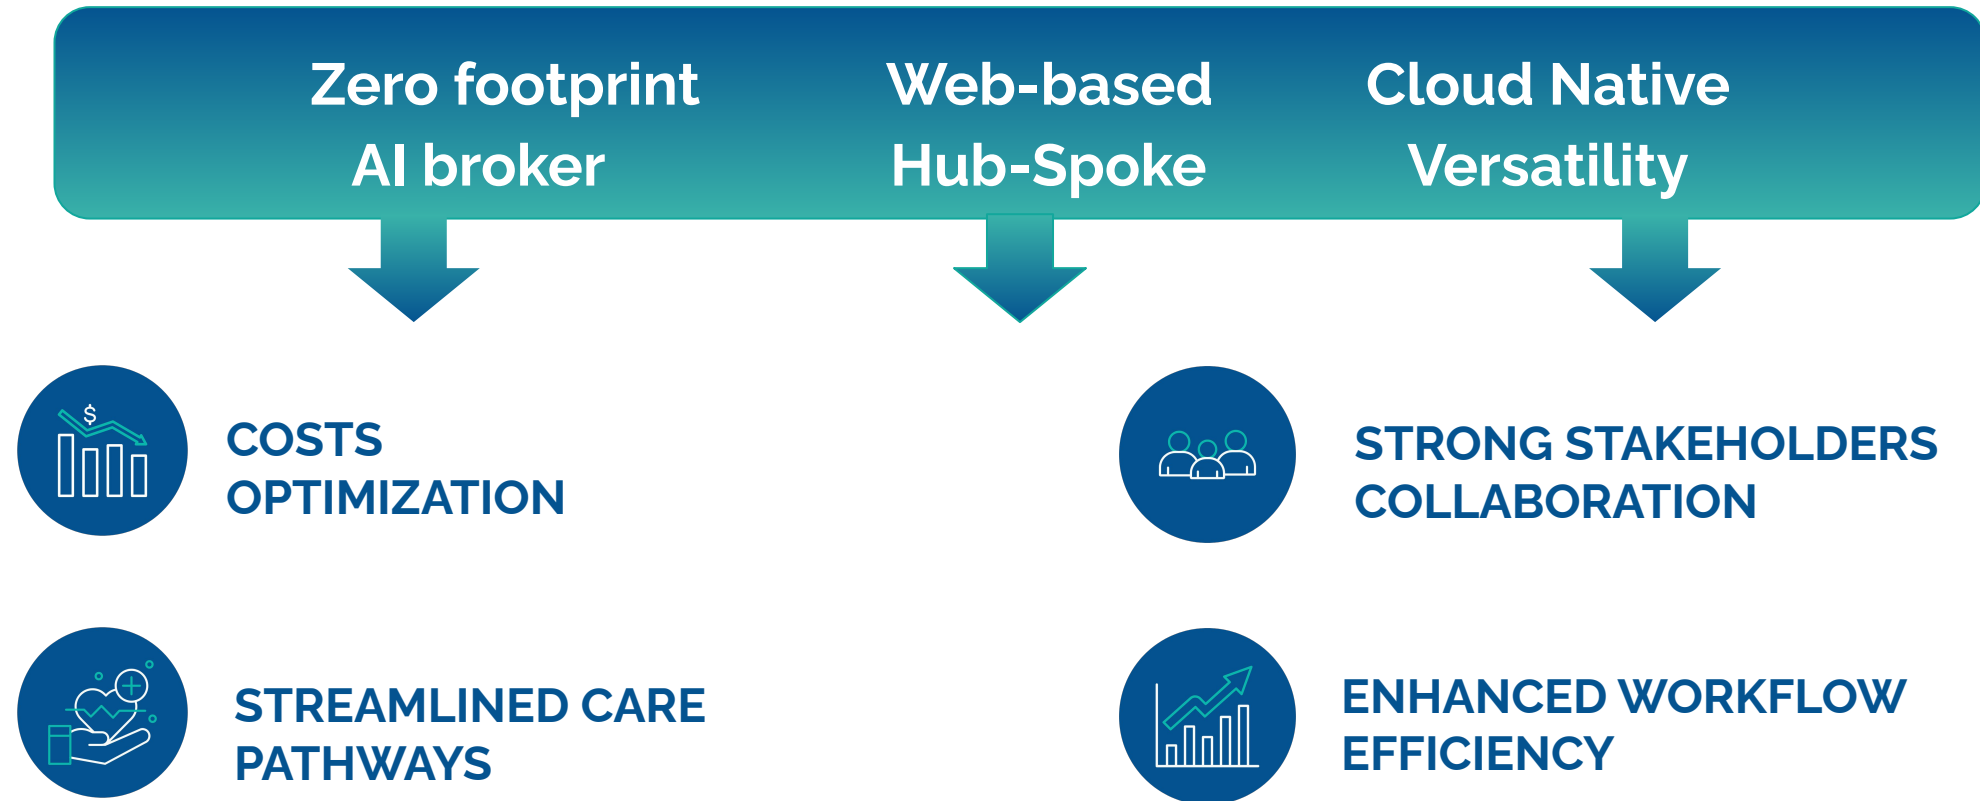 Zero footprint
AI broker
Web-based
Hub-Spoke
Cloud Native
Versatility
$
COSTS
OPTIMIZATION
STRONG STAKEHOLDERS
COLLABORATION
STREAMLINED CARE
PATHWAYS
ENHANCED WORKFLOW
EFFICIENCY